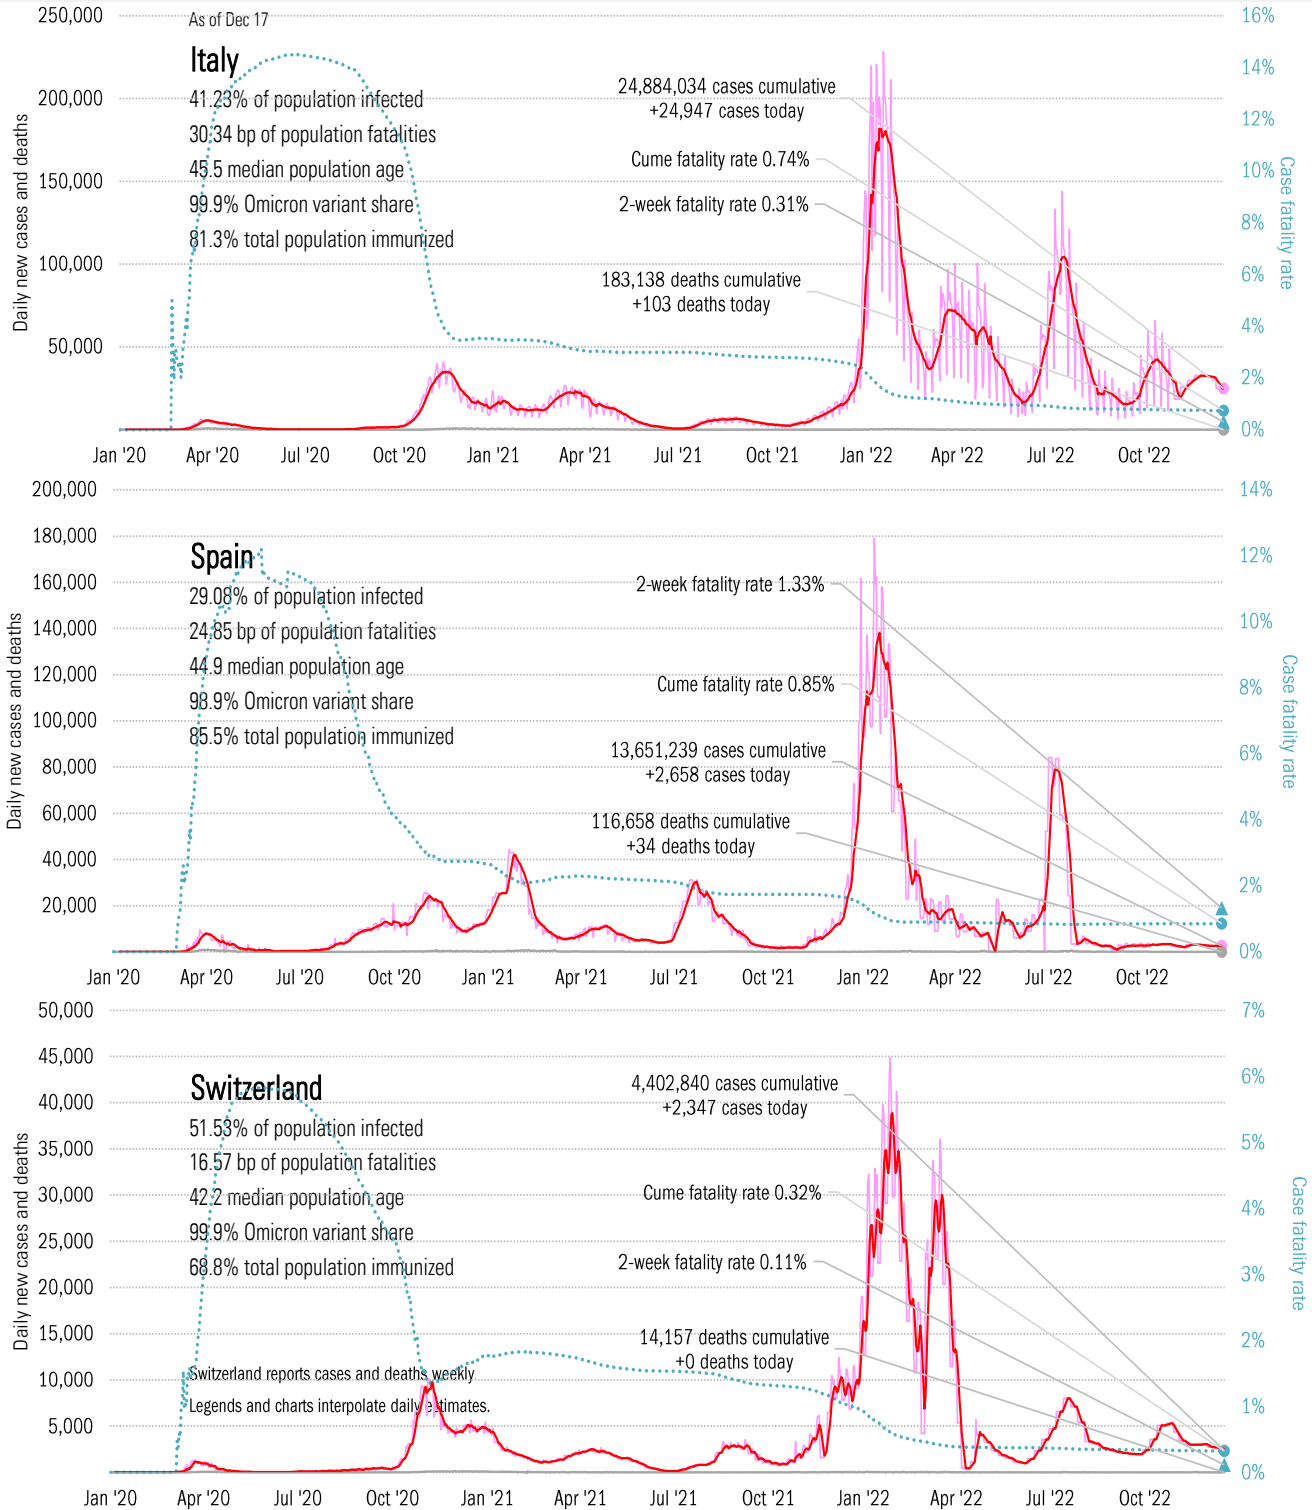 250,000
As of Dec 17
16%
Italy
14%
24,884,034 cases cumulative
+24,947 cases today
41.23% of population infected
200,000
12%
30.34 bp of population fatalities
Cume fatality rate 0.74%
45.5 median population age
10%
150,000
99.9% Omicron variant share
2-week fatality rate 0.31%
8%
81.3% total population immunized
100,000
6%
183,138 deaths cumulative
+103 deaths today
4%
50,000
2%
0%
Daily new cases and deaths
Case fatality rate
Jan '20 Apr '20 Jul '20 Oct '20 Jan '21 Apr '21 Jul '21 Oct '21 Jan '22 Apr '22 Jul '22 Oct '22
200,000
14%
180,000
Spain
12%
160,000
2-week fatality rate 1.33%
29.08% of population infected
140,000
10%
24.85 bp of population fatalities
120,000
44.9 median population age
8%
Cume fatality rate 0.85%
98.9% Omicron variant share
100,000
85.5% total population immunized
6%
13,651,239 cases cumulative
+2,658 cases today
80,000
60,000
4%
116,658 deaths cumulative
+34 deaths today
40,000
2%
20,000
0%
Daily new cases and deaths
Case fatality rate
Jan '20 Apr '20 Jul '20 Oct '20 Jan '21 Apr '21 Jul '21 Oct '21 Jan '22 Apr '22 Jul '22 Oct '22
50,000
7%
45,000
6%
Switzerland
4,402,840 cases cumulative
+2,347 cases today
40,000
51.53% of population infected
5%
35,000
16.57 bp of population fatalities
30,000
42.2 median population age
Cume fatality rate 0.32%
4%
99.9% Omicron variant share
25,000
2-week fatality rate 0.11%
68.8% total population immunized
3%
20,000
15,000
14,157 deaths cumulative
+0 deaths today
2%
Switzerland reports cases and deaths weekly
10,000
Legends and charts interpolate daily estimates.
1%
5,000
0%
Daily new cases and deaths
Case fatality rate
Jan '20 Apr '20 Jul '20 Oct '20 Jan '21 Apr '21 Jul '21 Oct '21 Jan '22 Apr '22 Jul '22 Oct '22